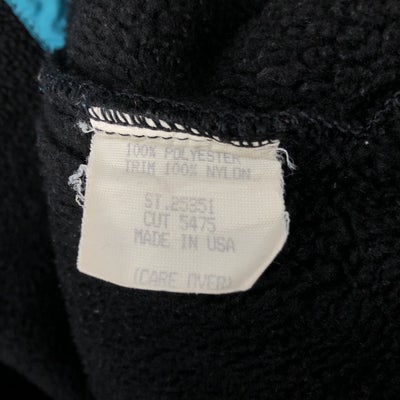 100% POLYESTER
TRIM 100% NYLON
ST. 25351
CUT 5475
MADE IN USA
(CARE OVER)